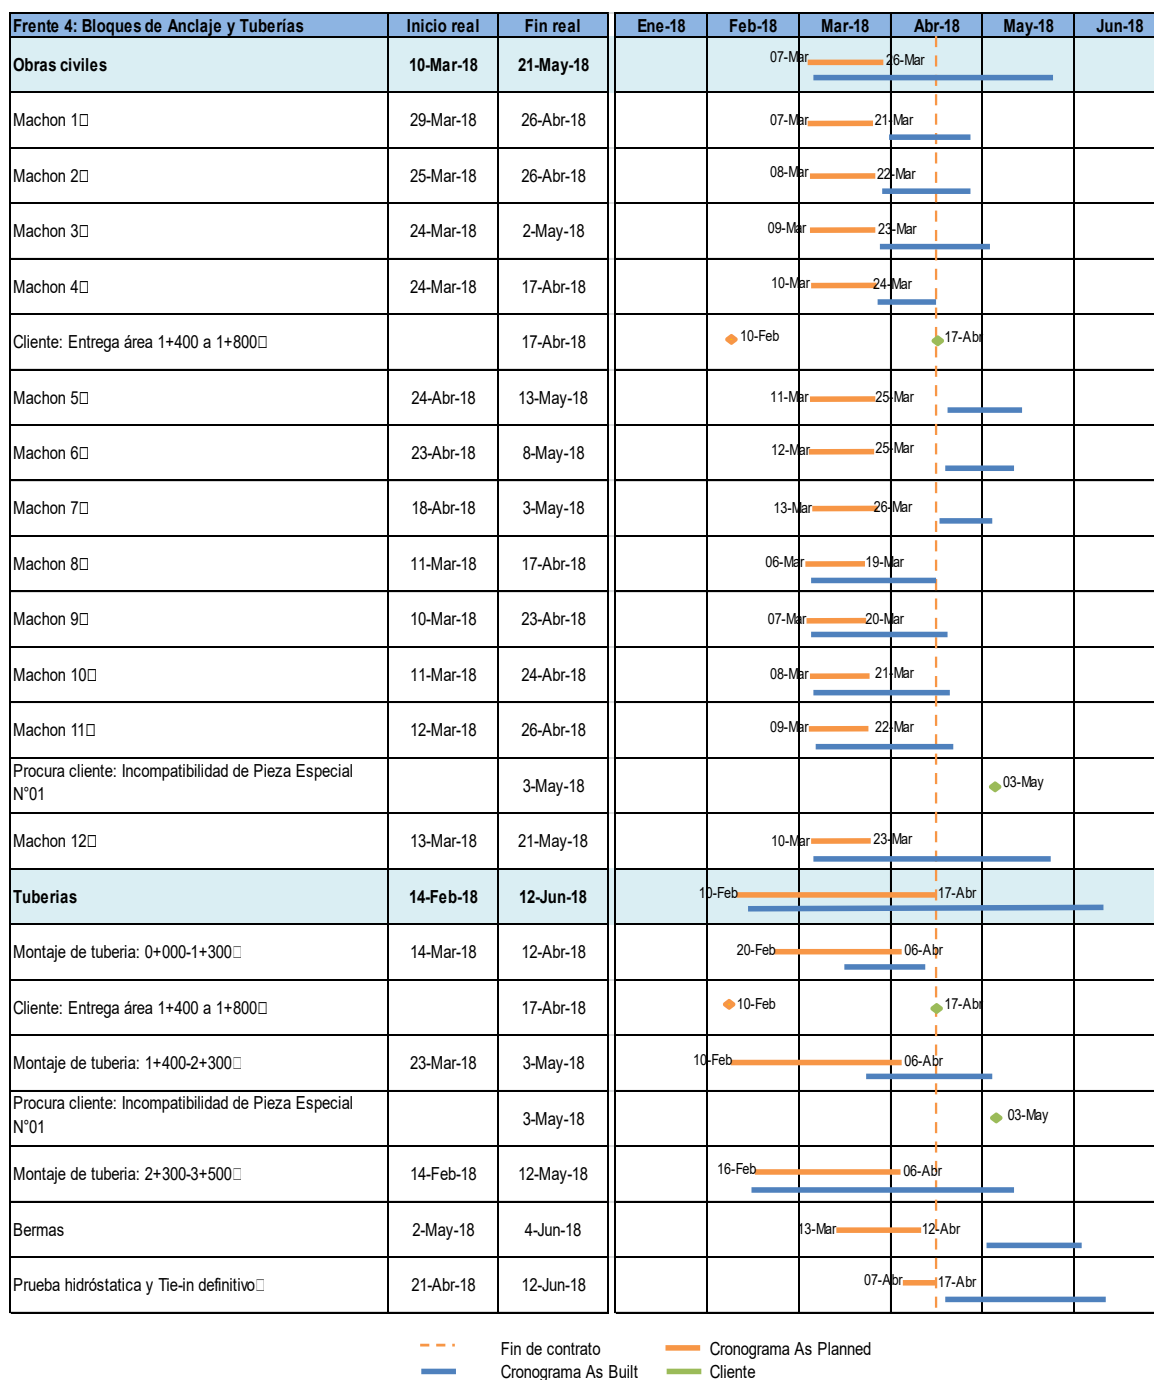 Frente 4: Bloques de Anclaje y Tuberías Inicio real Fin real Ene-18 Feb-18 Mar-18 Abr-18 May-18 Jun-18
Obras civiles 10-Mar-18 21-May-18 07-Mar 26-Mar
Machon 1□ 29-Mar-18 26-Abr-18 07-Mar 21-Mar
Machon 2□ 25-Mar-18 26-Abr-18 08-Mar 22-Mar
Machon 3□ 24-Mar-18 2-May-18 09-Mar 23-Mar
Machon 4□ 24-Mar-18 17-Abr-18 10-Mar 24-Mar
Cliente: Entrega área 1+400 a 1+800□ 17-Abr-18 10-Feb 17-Abr
Machon 5□ 24-Abr-18 13-May-18 11-Mar 25-Mar
Machon 6□ 23-Abr-18 8-May-18 12-Mar 25-Mar
Machon 7□ 18-Abr-18 3-May-18 13-Mar 26-Mar
Machon 8□ 11-Mar-18 17-Abr-18 06-Mar 19-Mar
Machon 9□ 10-Mar-18 23-Abr-18 07-Mar 20-Mar
Machon 10□ 11-Mar-18 24-Abr-18 08-Mar 21-Mar
Machon 11□ 12-Mar-18 26-Abr-18 09-Mar 22-Mar
Procura cliente: Incompatibilidad de Pieza Especial
N°01 3-May-18 03-May
Machon 12□ 13-Mar-18 21-May-18 10-Mar 23-Mar
Tuberias 14-Feb-18 12-Jun-18 10-Feb 17-Abr
Montaje de tuberia: 0+000-1+300□ 14-Mar-18 12-Abr-18 20-Feb 06-Abr
Cliente: Entrega área 1+400 a 1+800□ 17-Abr-18 10-Feb 17-Abr
Montaje de tuberia: 1+400-2+300□ 23-Mar-18 3-May-18 10-Feb 06-Abr
Procura cliente: Incompatibilidad de Pieza Especial
N°01 3-May-18 03-May
Montaje de tuberia: 2+300-3+500□ 14-Feb-18 12-May-18 16-Feb 06-Abr
Bermas 2-May-18 4-Jun-18 13-Mar 12-Abr
Prueba hidróstatica y Tie-in definitivo□ 21-Abr-18 12-Jun-18 07-Abr 17-Abr
Fin de contrato Cronograma As Planned
Cronograma As Built Cliente